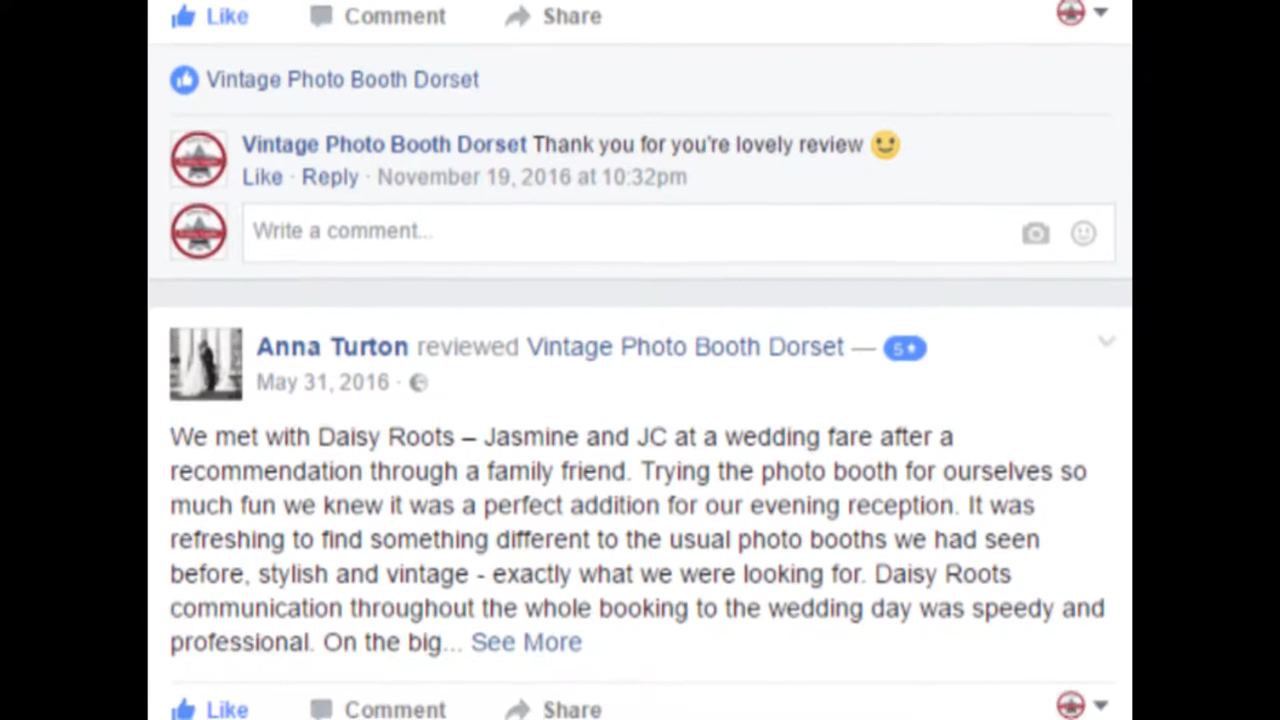 Like Comment Share
Vintage Photo Booth Dorset
Vintage Photo Booth Dorset Thank you for you're lovely review
Like · Reply · November 19, 2016 at 10:32pm
Write a comment...
Anna Turton reviewed Vintage Photo Booth Dorset — 5★
May 31, 2016 ·
We met with Daisy Roots – Jasmine and JC at a wedding fare after a
recommendation through a family friend. Trying the photo booth for ourselves so
much fun we knew it was a perfect addition for our evening reception. It was
refreshing to find something different to the usual photo booths we had seen
before, stylish and vintage - exactly what we were looking for. Daisy Roots
communication throughout the whole booking to the wedding day was speedy and
professional. On the big... See More
Like Comment Share